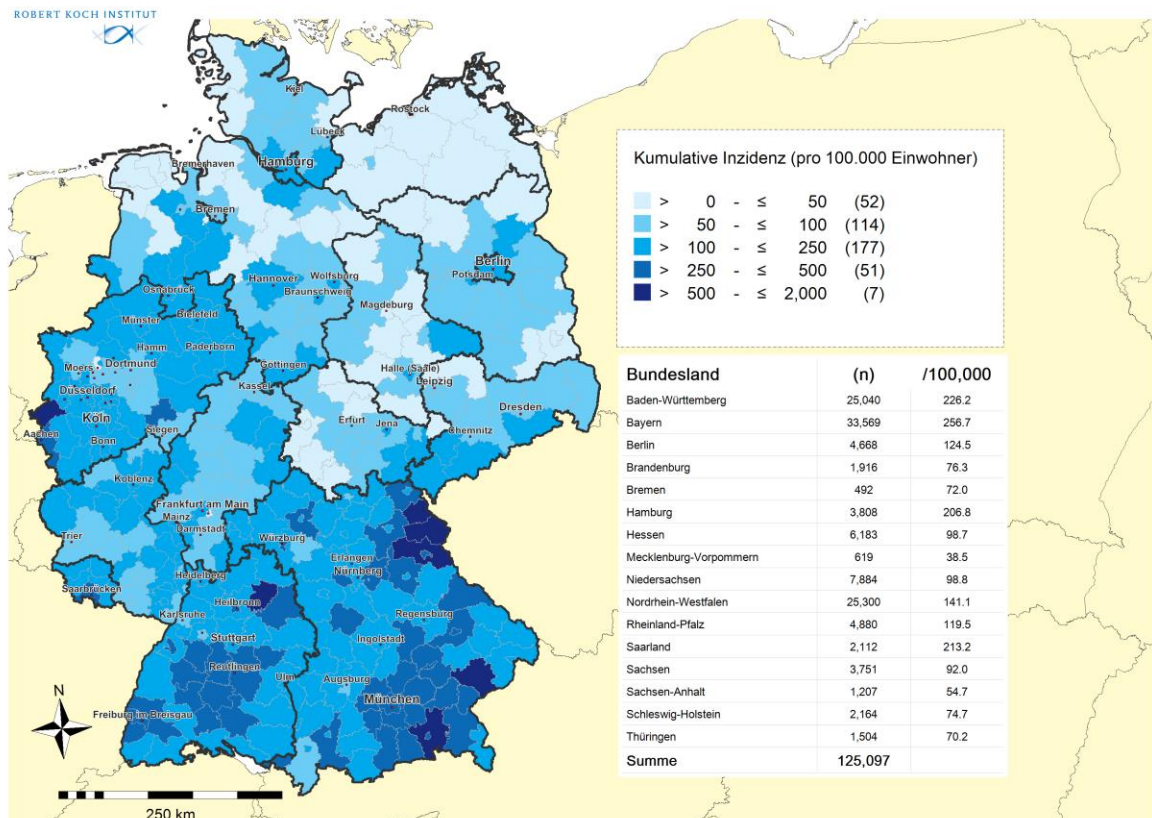 ROBERT KOCH INSTITUT
Kiel
Rostock
Lübeck
Hamburg
Bremerhaven
Bremen
Berlin
Potsdam
Hannover
Wolfsburg
Braunschweig
Magdeburg
Osnabrück
Münster
Bielefeld
Hamm
Paderborn
Göttingen
Halle (Saale)
Leipzig
Moers
Dortmund
Kassel
Düsseldorf
Köln
Dresden
Erfurt
Jena
Chemnitz
Aachen
Siegen
Bonn
Koblenz
Frankfurt am Main
Mainz
Darmstadt
Trier
Würzburg
Erlangen
Nürnberg
Saarbrücken
Heidelberg
Heilbronn
Karlsruhe
Regensburg
Stuttgart
Ingolstadt
Reutlingen
Ulm
Augsburg
München
Freiburg im Breisgau
N
250 km
Kumulative Inzidenz (pro 100.000 Einwohner)
> 0 - ≤ 50 (52)
> 50 - ≤ 100 (114)
> 100 - ≤ 250 (177)
> 250 - ≤ 500 (51)
> 500 - ≤ 2,000 (7)
Bundesland (n) /100,000
Baden-Württemberg 25,040 226.2
Bayern 33,569 256.7
Berlin 4,668 124.5
Brandenburg 1,916 76.3
Bremen 492 72.0
Hamburg 3,808 206.8
Hessen 6,183 98.7
Mecklenburg-Vorpommern 619 38.5
Niedersachsen 7,884 98.8
Nordrhein-Westfalen 25,300 141.1
Rheinland-Pfalz 4,880 119.5
Saarland 2,112 213.2
Sachsen 3,751 92.0
Sachsen-Anhalt 1,207 54.7
Schleswig-Holstein 2,164 74.7
Thüringen 1,504 70.2
Summe 125,097